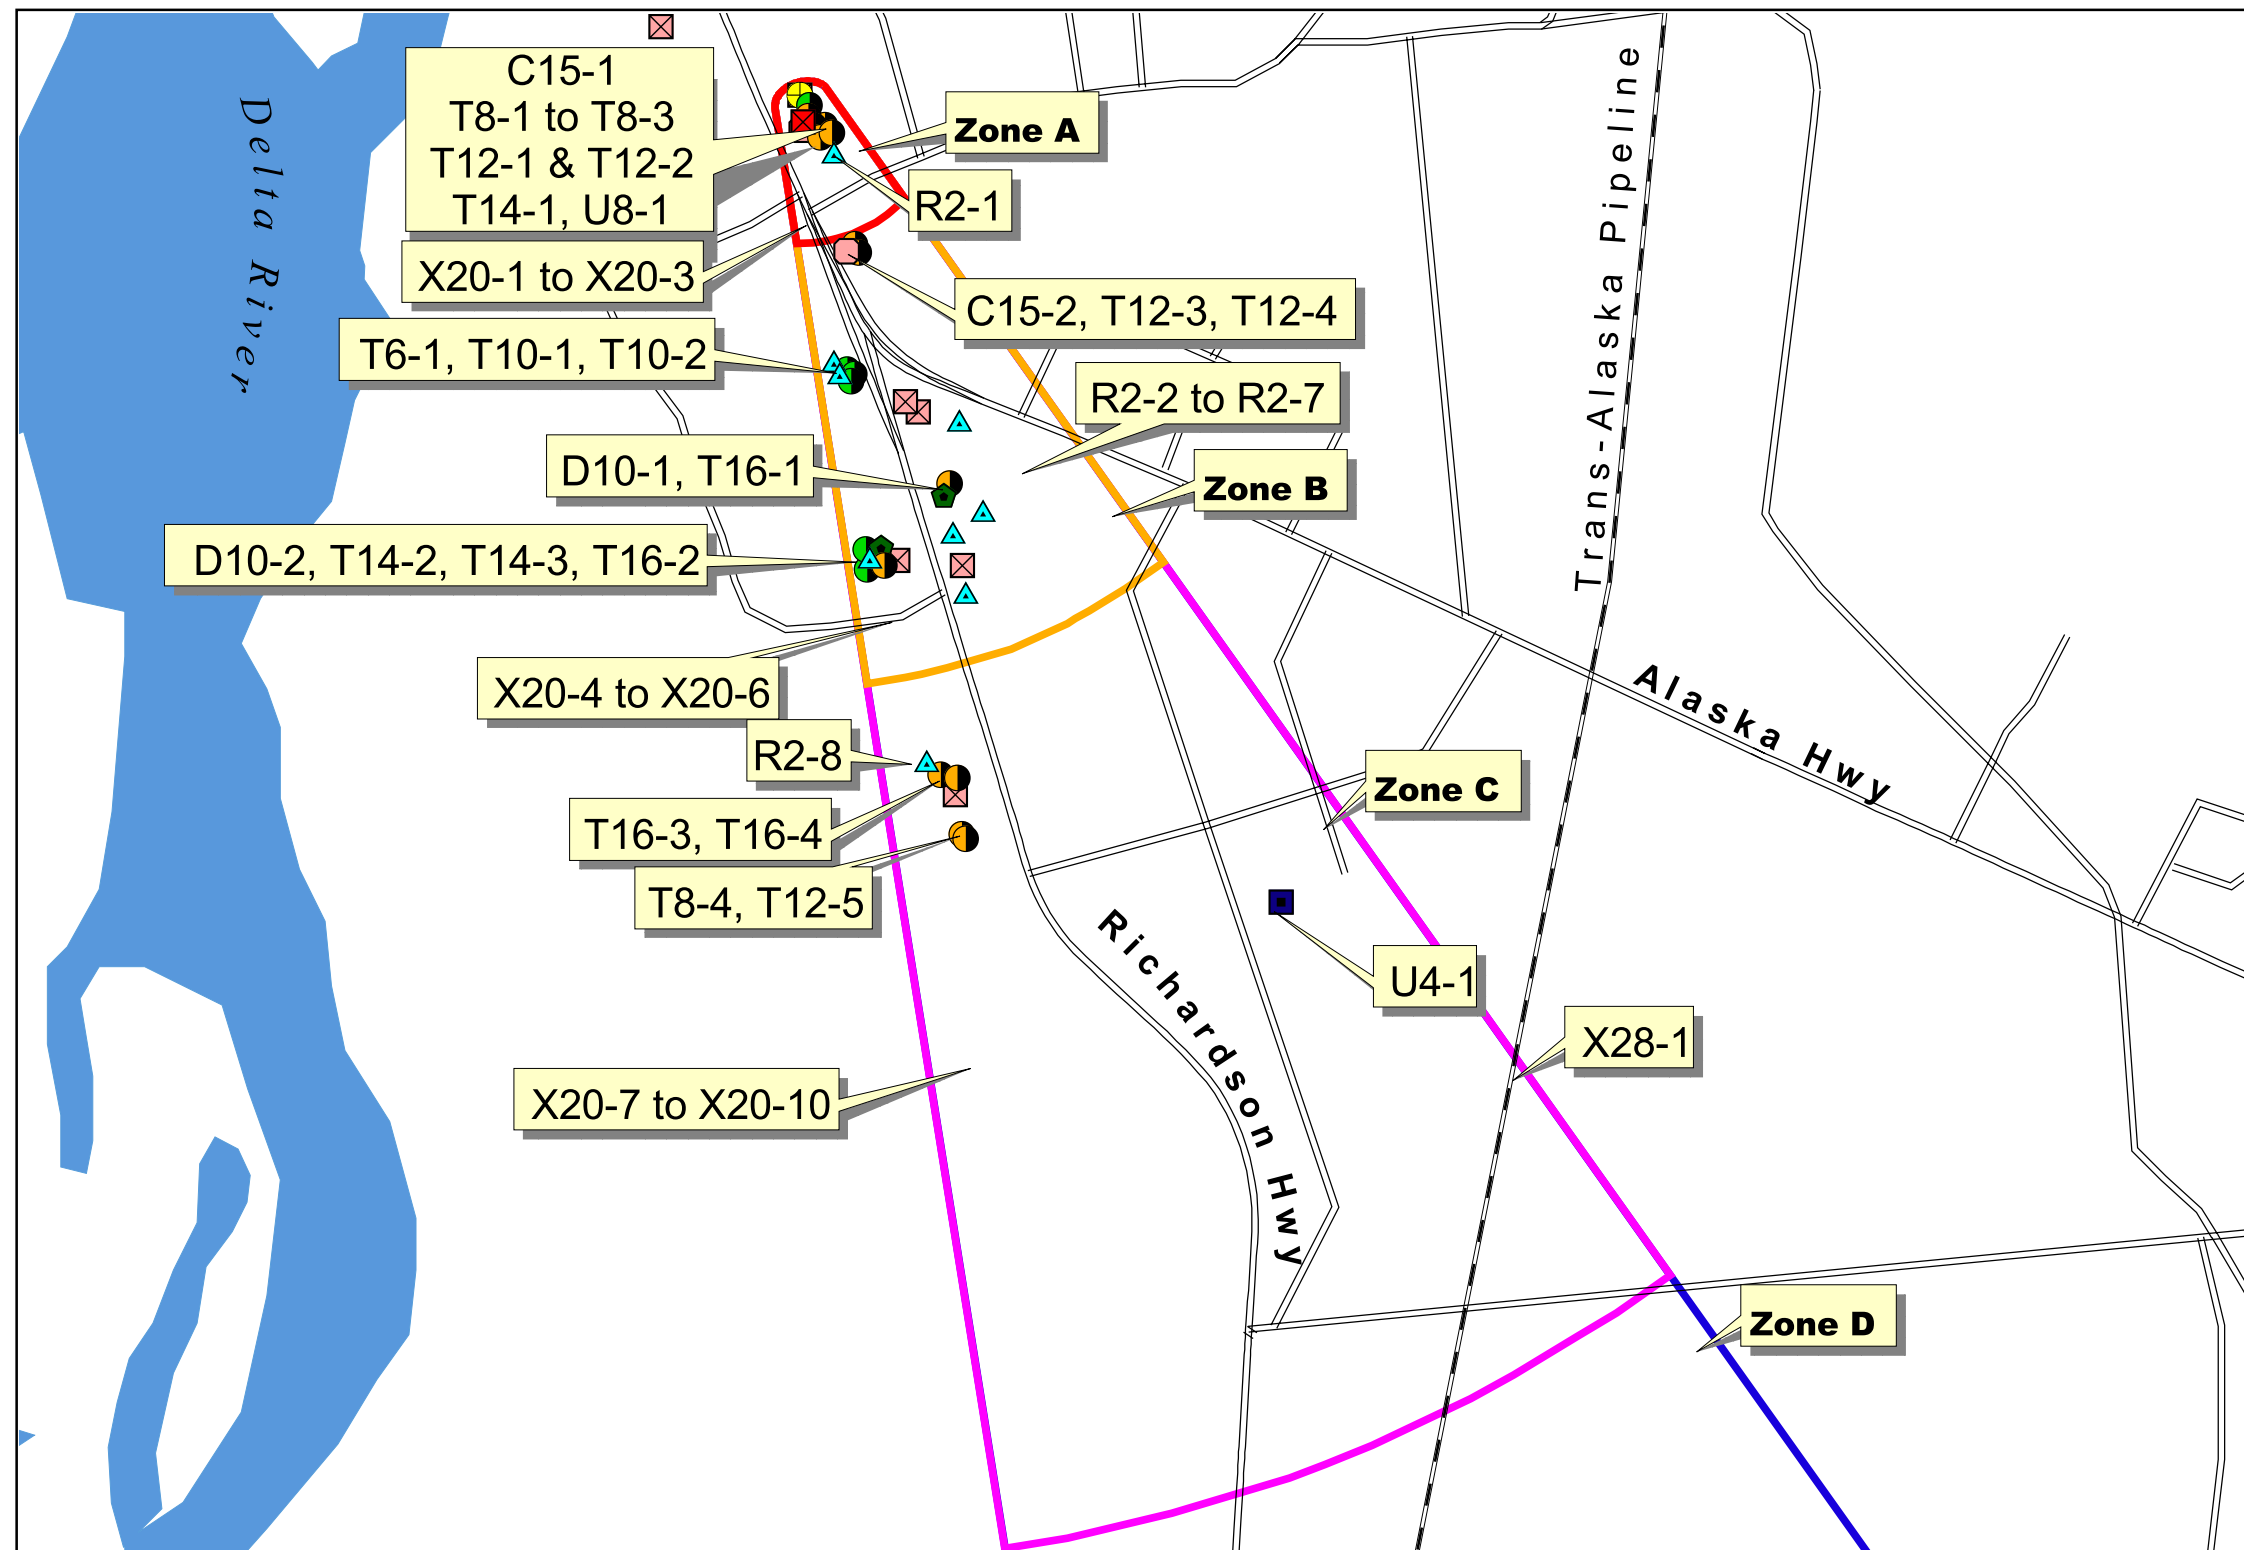 C15-1
T8-1 to T8-3
T12-1 & T12-2
T14-1, U8-1
Zone A
R2-1
Delta River
Trans-Alaska Pipeline
X20-1 to X20-3
C15-2, T12-3, T12-4
T6-1, T10-1, T10-2
R2-2 to R2-7
D10-1, T16-1
Zone B
D10-2, T14-2, T14-3, T16-2
X20-4 to X20-6
Alaska Hwy
R2-8
Zone C
T16-3, T16-4
T8-4, T12-5
Richardson Hwy
U4-1
X28-1
X20-7 to X20-10
Zone D